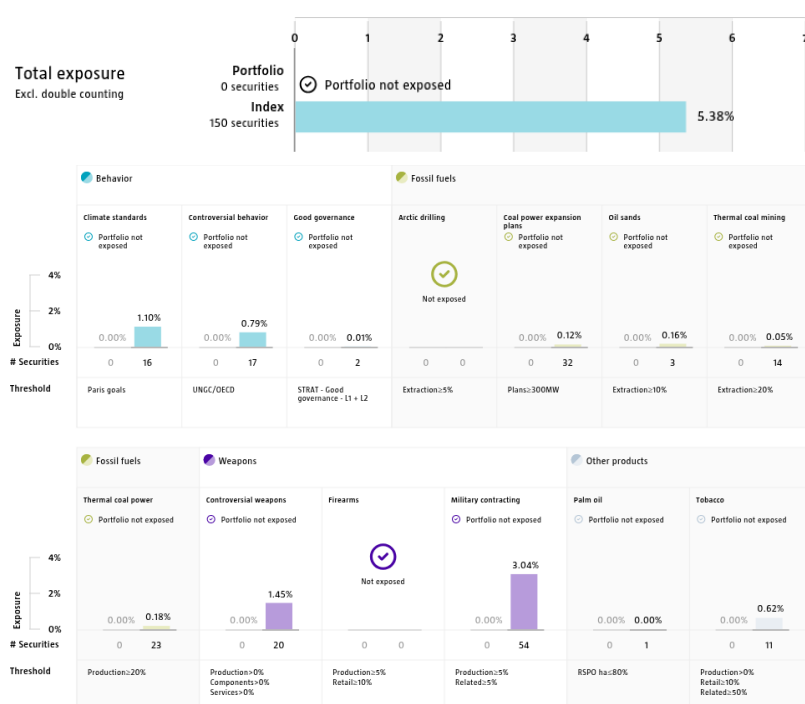 0 1 2 3 4 5 6 7
Total exposure
Excl. double counting
Portfolio
0 securities
Portfolio not exposed
Index
150 securities
5.38%
Behavior
Fossil fuels
Climate standards
Controversial behavior
Good governance
Arctic drilling
Coal power expansion
plans
Oil sands
Thermal coal mining
Portfolio not
exposed
Portfolio not
exposed
Portfolio not
exposed
Not exposed
Portfolio not
exposed
Portfolio not
exposed
Portfolio not
exposed
Exposure
4%
2%
0%
0.00% 1.10%
0.00% 0.79%
0.00% 0.01%
0.00% 0.12%
0.00% 0.16%
0.00% 0.05%
# Securities
0 16
0 17
0 2
0 0
0 32
0 3
0 14
Threshold
Paris goals
UNGC/OECD
STRAT - Good
governance - L1 + L2
Extraction≥5%
Plans≥300MW
Extraction≥10%
Extraction≥20%
Fossil fuels
Weapons
Other products
Thermal coal power
Controversial weapons
Firearms
Military contracting
Palm oil
Tobacco
Portfolio not exposed
Portfolio not exposed
Not exposed
Portfolio not exposed
Portfolio not exposed
Portfolio not exposed
Exposure
4%
2%
0%
0.00% 0.18%
0.00% 1.45%
0.00% 3.04%
0.00% 0.00%
0.00% 0.62%
# Securities
0 23
0 20
0 0
0 54
0 1
0 11
Threshold
Production≥20%
Production>0%
Components>0%
Services>0%
Production≥5%
Retail≥10%
Production≥5%
Related≥5%
RSPO ha≤80%
Production>0%
Retail≥10%
Related≥50%